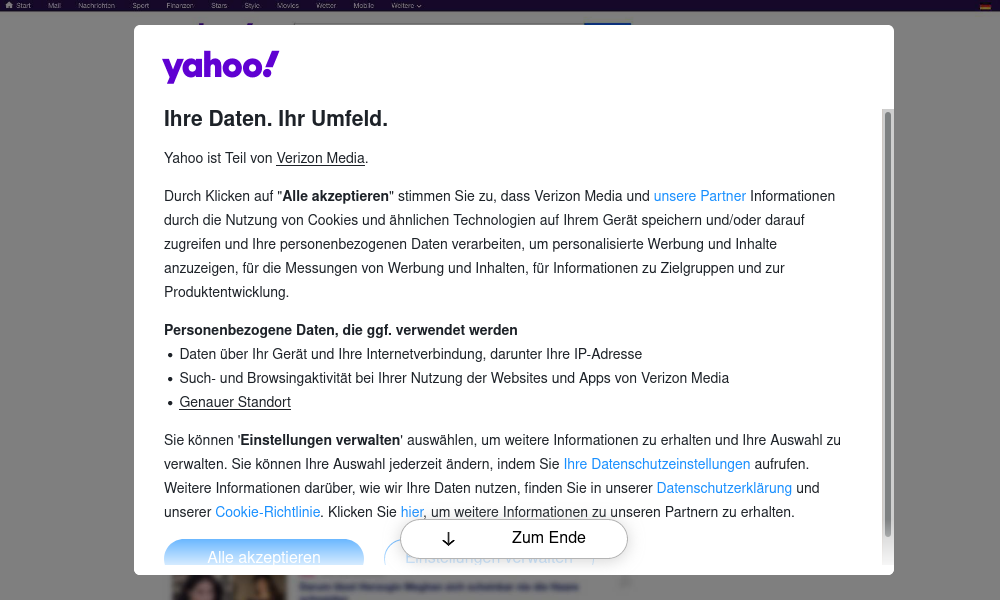 Start Mail Nachrichten Sport Finanzen Stars Style Movies Wetter Mobile Weitere
yahoo!
Ihre Daten. Ihr Umfeld.
Yahoo ist Teil von Verizon Media.
Durch Klicken auf "Alle akzeptieren" stimmen Sie zu, dass Verizon Media und unsere Partner Informationen
durch die Nutzung von Cookies und ähnlichen Technologien auf Ihrem Gerät speichern und/oder darauf
zugreifen und Ihre personenbezogenen Daten verarbeiten, um personalisierte Werbung und Inhalte
anzuzeigen, für die Messungen von Werbung und Inhalten, für Informationen zu Zielgruppen und zur
Produktentwicklung.
Personenbezogene Daten, die ggf. verwendet werden
• Daten über Ihr Gerät und Ihre Internetverbindung, darunter Ihre IP-Adresse
• Such- und Browsingaktivität bei Ihrer Nutzung der Websites und Apps von Verizon Media
• Genauer Standort
Sie können 'Einstellungen verwalten' auswählen, um weitere Informationen zu erhalten und Ihre Auswahl zu
verwalten. Sie können Ihre Auswahl jederzeit ändern, indem Sie Ihre Datenschutzeinstellungen aufrufen.
Weitere Informationen darüber, wie wir Ihre Daten nutzen, finden Sie in unserer Datenschutzerklärung und
unserer Cookie-Richtlinie. Klicken Sie hier, um weitere Informationen zu unseren Partnern zu erhalten.
Zum Ende
Alle akzeptieren Einstellungen verwalten